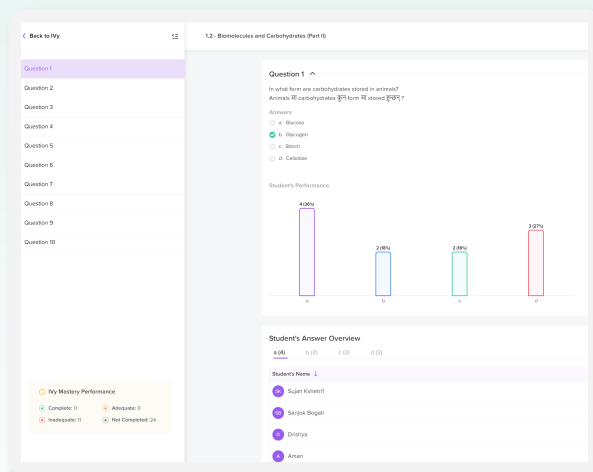 Back to IVy
1.2 - Biomolecules and Carbohydrates (Part II)
Question 1
Question 2
Question 3
Question 4
Question 5
Question 6
Question 7
Question 8
Question 9
Question 10
IVy Mastery Performance
Complete: 0
Adequate: 0
Inadequate: 11
Not Completed: 24
Question 1
In what form are carbohydrates stored in animals?
Animals मा carbohydrates कुन form मा stored हुन्छन् ?
Answers
a. Glucose
b. Glycogen
c. Starch
d. Cellulose
Student's Performance
4 (36%)
2 (18%)
2 (18%)
3 (27%)
a
b
c
d
Student's Answer Overview
a (4)
b (2)
c (2)
d (3)
Student's Name ↓
SK
Sujan Kshetri1
SB
Sanjok Bogati
D
Drishya
A
Aman